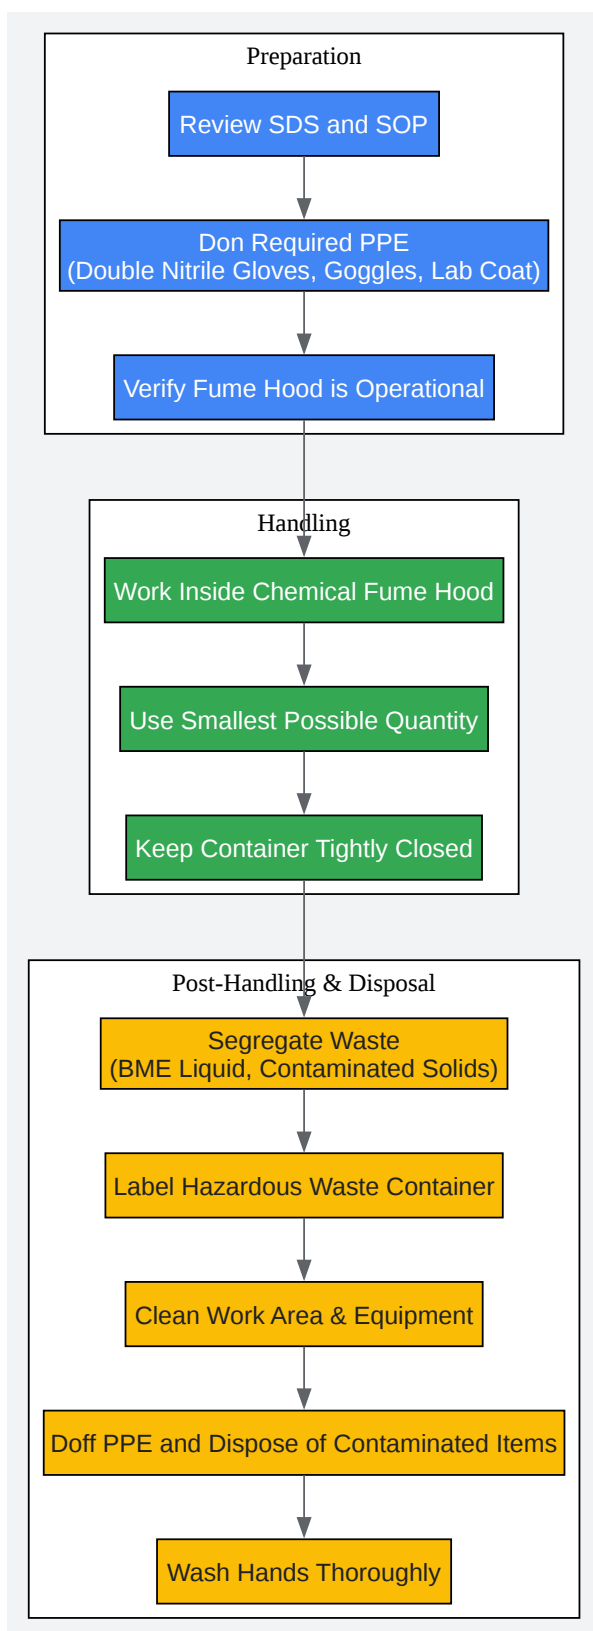 Preparation
Review SDS and SOP
Don Required PPE
(Double Nitrile Gloves, Goggles, Lab Coat)
Verify Fume Hood is Operational
Handling
Work Inside Chemical Fume Hood
Use Smallest Possible Quantity
Keep Container Tightly Closed
Post-Handling & Disposal
Segregate Waste
(BME Liquid, Contaminated Solids)
Label Hazardous Waste Container
Clean Work Area & Equipment
Doff PPE and Dispose of Contaminated Items
Wash Hands Thoroughly